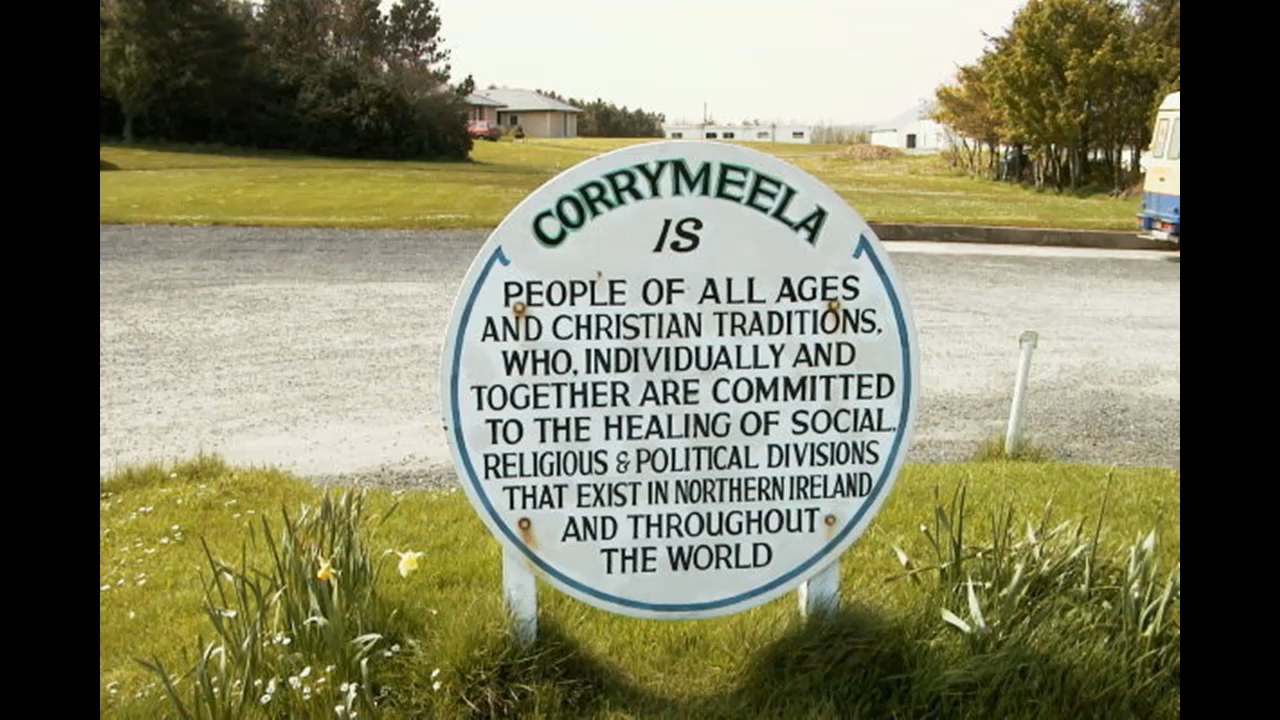 CORRYMEELA
IS
PEOPLE OF ALL AGES
AND CHRISTIAN TRADITIONS,
WHO, INDIVIDUALLY AND
TOGETHER ARE COMMITTED
TO THE HEALING OF SOCIAL,
RELIGIOUS & POLITICAL DIVISIONS
THAT EXIST IN NORTHERN IRELAND
AND THROUGHOUT
THE WORLD